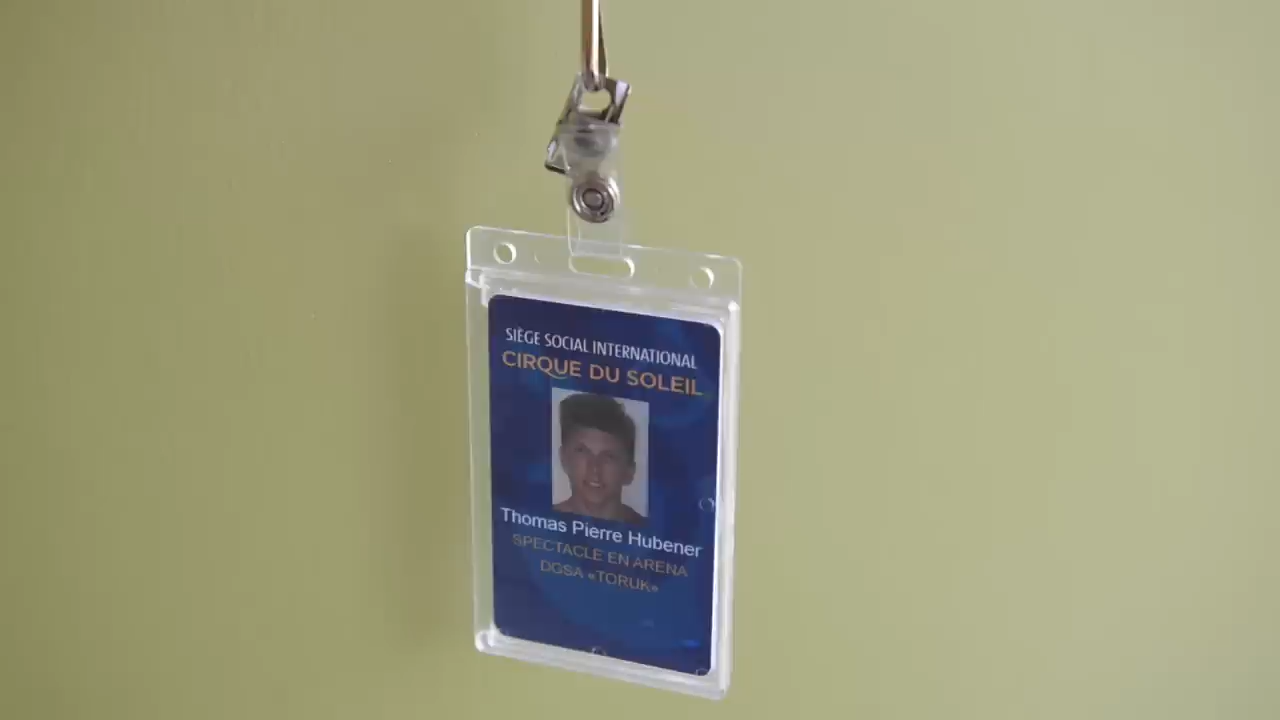 SIÈGE SOCIAL INTERNATIONAL
CIRQUE DU SOLEIL
Thomas Pierre Hubener
SPECTACLE EN ARENA
DGSA «TORUK»